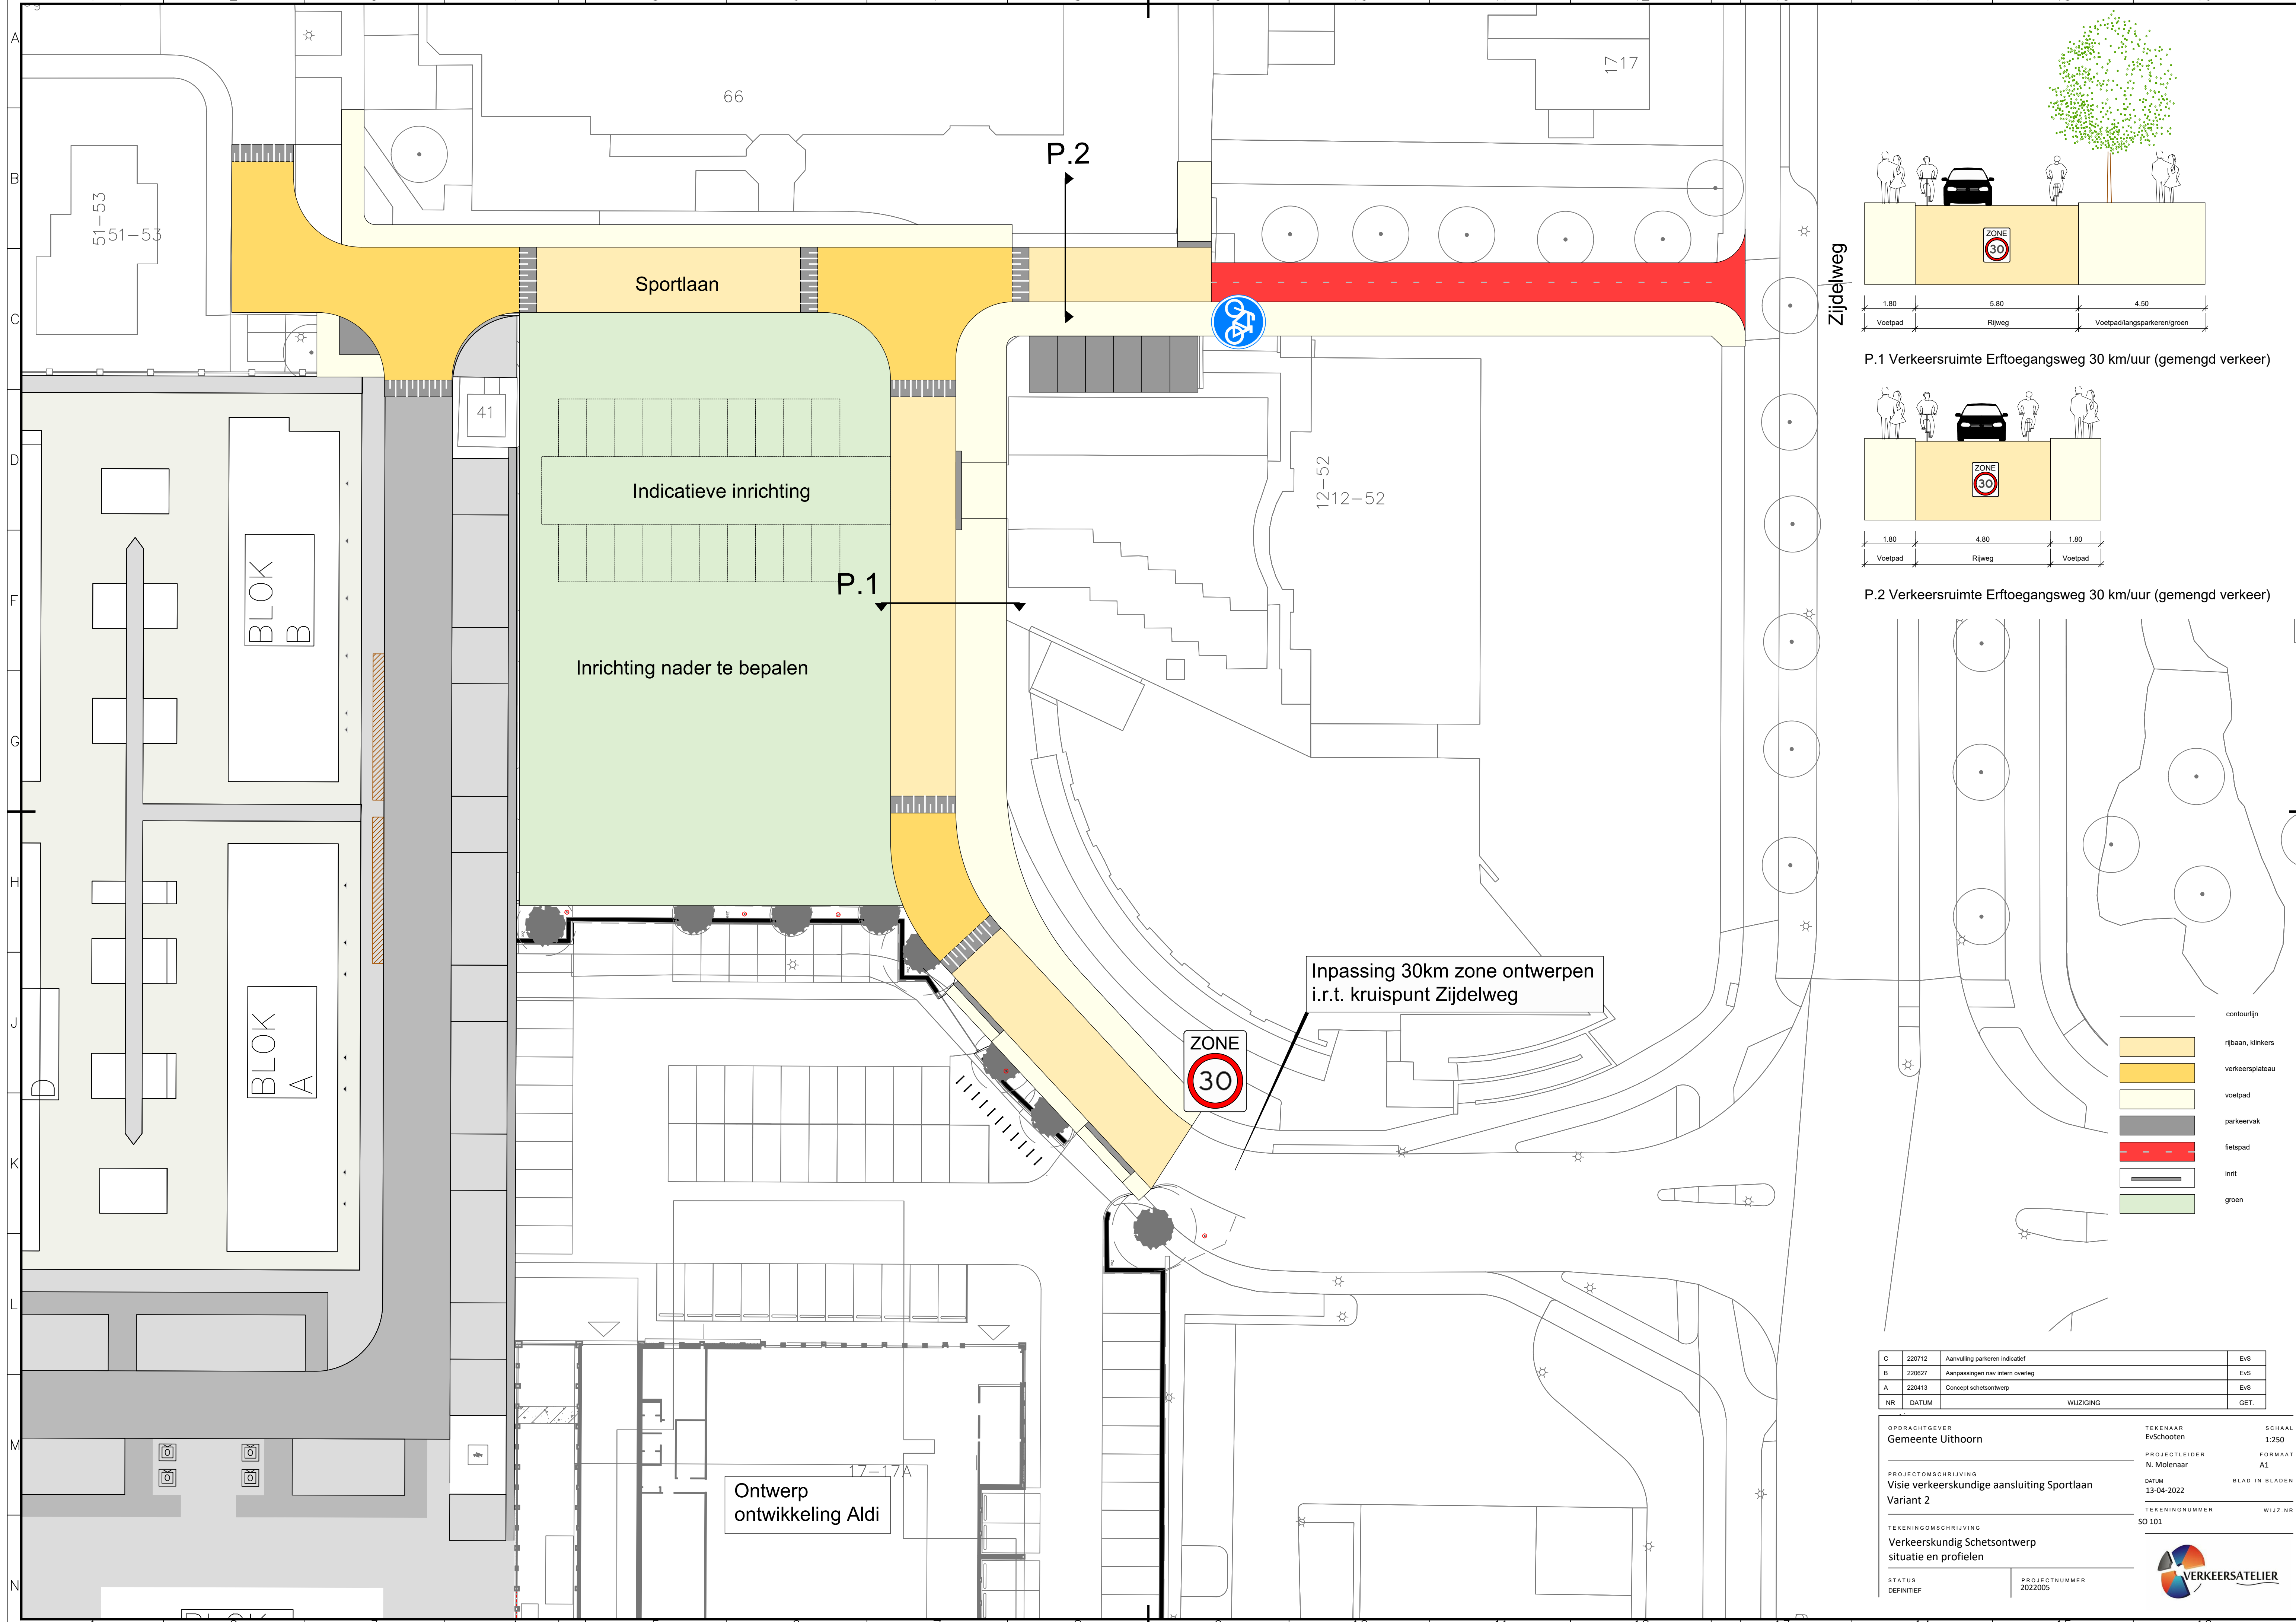 A
B
C
D
F
G
H
J
K
L
M
N
66
17
17
51-53
51-53
P.2
Sportlaan
Zijdelweg
41
Indicatieve inrichting
12-52
12-52
P.1
Inrichting nader te bepalen
BLOK
B
BLOK
A
D
Inpassing 30km zone ontwerpen
i.r.t. kruispunt Zijdelweg
ZONE
30
17-17A
Ontwerp
ontwikkeling Aldi
ZONE
30
1.80
5.80
4.50
Voetpad
Rijweg
Voetpad/langsparkeren/groen
P.1 Verkeersruimte Erftoegangsweg 30 km/uur (gemengd verkeer)
ZONE
30
1.80
4.80
1.80
Voetpad
Rijweg
Voetpad
P.2 Verkeersruimte Erftoegangsweg 30 km/uur (gemengd verkeer)
contourlijn
rijbaan, klinkers
verkeersplateau
voetpad
parkeervak
fietspad
inrit
groen
C 220712 Aanvulling parkeren indicatief EvS
B 220627 Aanpassingen nav intern overleg EvS
A 220413 Concept schetsontwerp EvS
NR DATUM WIJZIGING GET.
OPDRACHTGEVER
Gemeente Uithoorn
PROJECTOMSCHRIJVING
Visie verkeerskundige aansluiting Sportlaan
Variant 2
TEKENINGOMSCHRIJVING
Verkeerskundig Schetsontwerp
situatie en profielen
STATUS
DEFINITIEF
PROJECTNUMMER
2022005
TEKENAAR
EvSchooten
SCHAAL
1:250
PROJECTLEIDER
N. Molenaar
FORMAAT
A1
DATUM
13-04-2022
BLAD IN BLADEN
TEKENINGNUMMER
SO 101
WIJZ.NR
VERKEERSATELIER